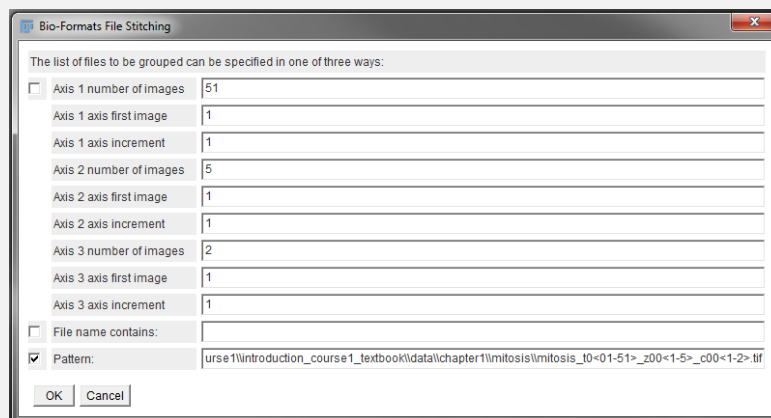 Bio-Formats File Stitching
The list of files to be grouped can be specified in one of three ways:
Axis 1 number of images 51
Axis 1 axis first image 1
Axis 1 axis increment 1
Axis 2 number of images 5
Axis 2 axis first image 1
Axis 2 axis increment 1
Axis 3 number of images 2
Axis 3 axis first image 1
Axis 3 axis increment 1
File name contains:
Pattern: urse1\\introduction_course1_textbook\\data\\chapter1\\mitosis\\mitosis_t0<01-51>_z00<1-5>_c00<1-2>.tif
OK Cancel